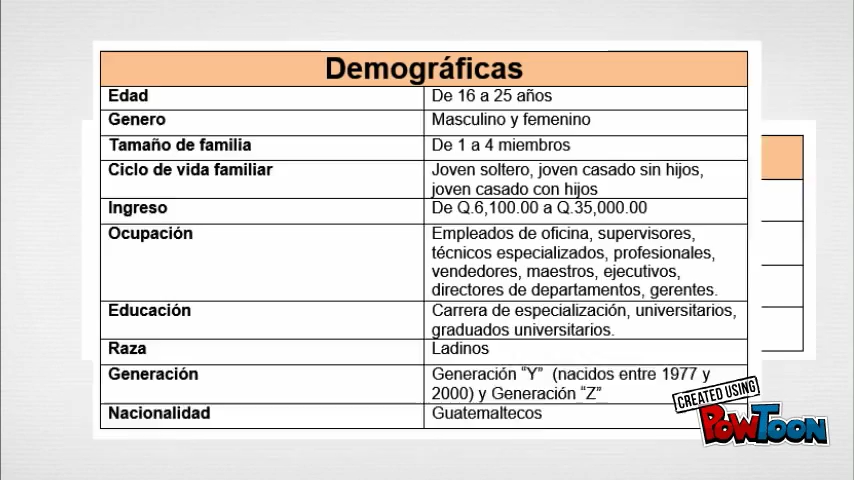 Demográficas
Edad De 16 a 25 años
Genero Masculino y femenino
Tamaño de familia De 1 a 4 miembros
Ciclo de vida familiar Joven soltero, joven casado sin hijos,
joven casado con hijos
Ingreso De Q.6,100.00 a Q.35,000.00
Ocupación Empleados de oficina, supervisores,
técnicos especializados, profesionales,
vendedores, maestros, ejecutivos,
directores de departamentos, gerentes.
Educación Carrera de especialización, universitarios,
graduados universitarios.
Raza Ladinos
Generación Generación “Y” (nacidos entre 1977 y
2000) y Generación “Z”
Nacionalidad Guatemaltecos
CREATED USING
POWTOON